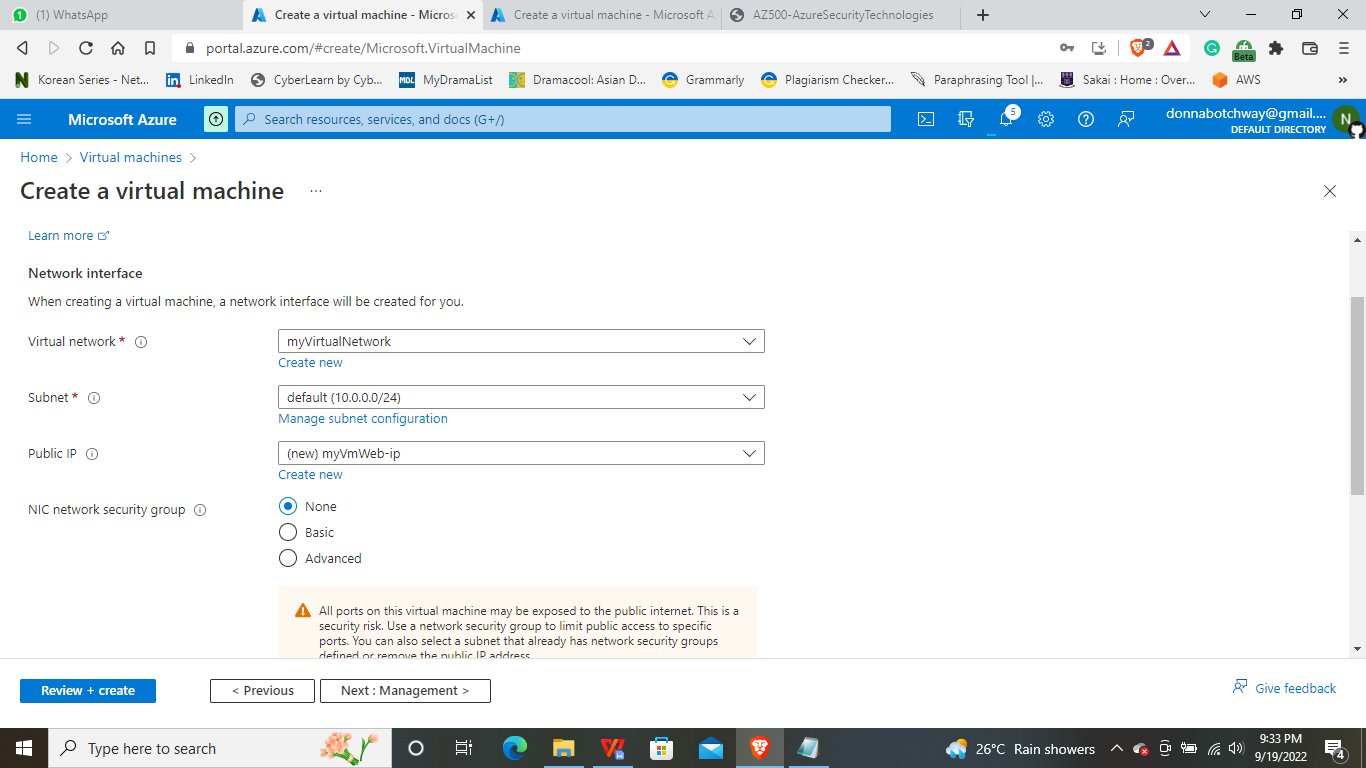 (1) WhatsApp
Create a virtual machine - Micros
Create a virtual machine - Microsoft A
AZ500-AzureSecurityTechnologies
portal.azure.com/#create/Microsoft.VirtualMachine
2
Beta
Korean Series - Net...
LinkedIn
CyberLearn by Cyb...
MDL MyDramaList
Dramacool: Asian D...
Grammarly
Plagiarism Checker...
Paraphrasing Tool |...
Sakai : Home : Over...
AWS
Microsoft Azure
Search resources, services, and docs (G+/)
5
donnabotchway@gmail....
DEFAULT DIRECTORY
N
Home > Virtual machines >
Create a virtual machine ...
Learn more
Network interface
When creating a virtual machine, a network interface will be created for you.
Virtual network *
myVirtualNetwork
Create new
Subnet *
default (10.0.0.0/24)
Manage subnet configuration
Public IP
(new) myVmWeb-ip
Create new
NIC network security group
None
Basic
Advanced
All ports on this virtual machine may be exposed to the public internet. This is a
security risk. Use a network security group to limit public access to specific
ports. You can also select a subnet that already has network security groups
defined or remove the public IP address.
Review + create
< Previous
Next : Management >
Give feedback
Type here to search
26°C Rain showers
9:33 PM
9/19/2022
4